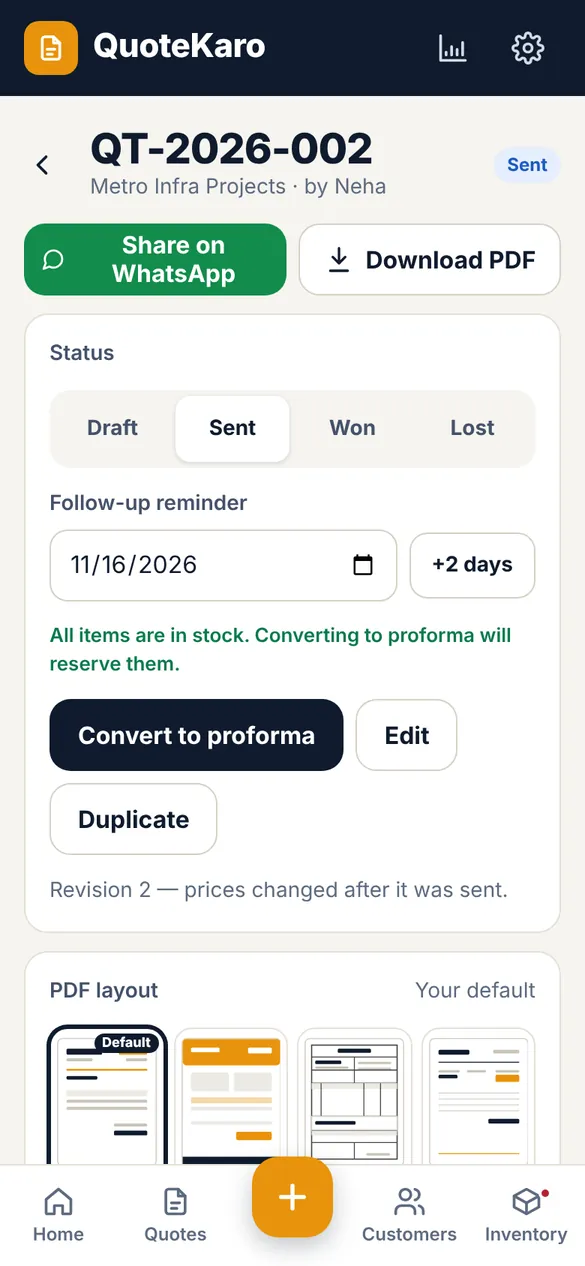 QuoteKaro
QT-2026-002
Metro Infra Projects · by Neha
Sent
Share on
WhatsApp
Download PDF
Status
Draft
Sent
Won
Lost
Follow-up reminder
11/16/2026
+2 days
All items are in stock. Converting to proforma will
reserve them.
Convert to proforma
Edit
Duplicate
Revision 2 — prices changed after it was sent.
PDF layout
Your default
Default
Home
Quotes
Customers
Inventory